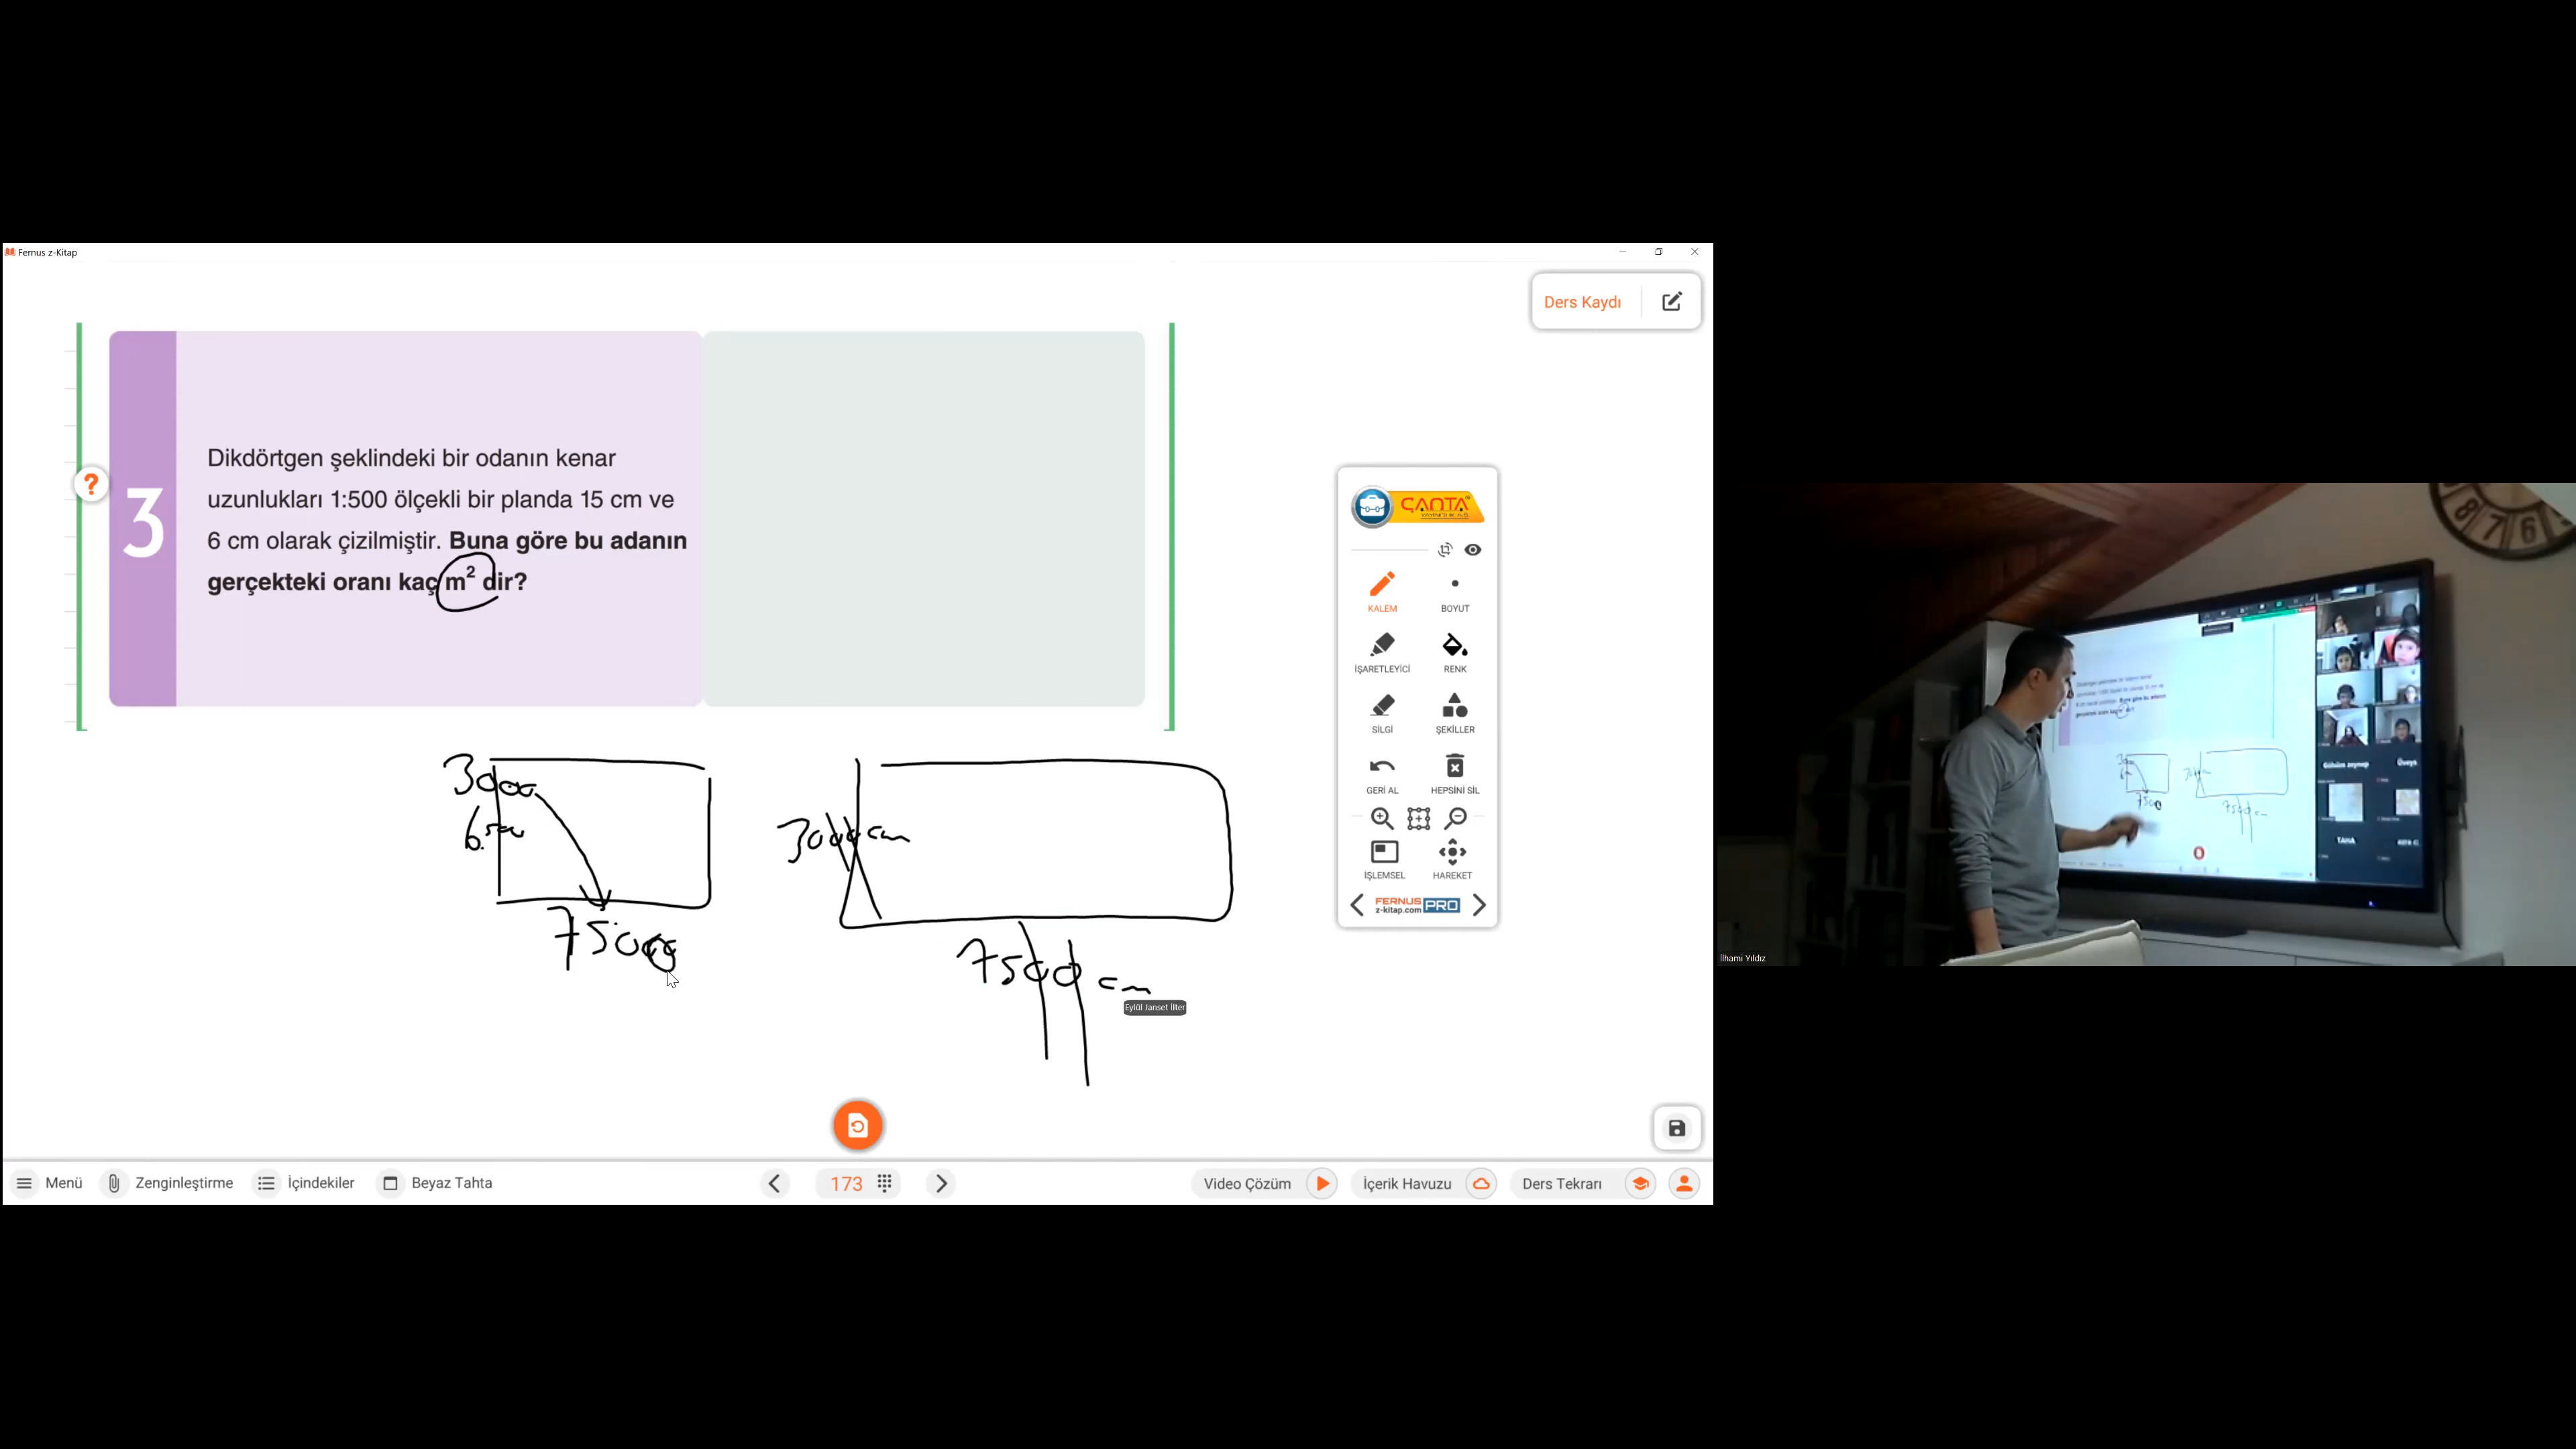 Fernus z-Kitap
Ders Kaydı
?
3
Dikdörtgen şeklindeki bir odanın kenar
uzunlukları 1:500 ölçekli bir planda 15 cm ve
6 cm olarak çizilmiştir. Buna göre bu adanın
gerçekteki oranı kaç m² dir?
ÇANTA
KALEM
BOYUT
İŞARETLEYİCİ
RENK
SİLGİ
ŞEKİLLER
GERİ AL
HEPSİNİ SİL
İŞLEMSEL
HAREKET
FERNUS
z-kitap.com
PRO
3000
7500
3000 cm
7500 cm
Eylül Janset İlter
İlhami Yıldız
TAHA
8 7 6
Menü
Zenginleştirme
İçindekiler
Beyaz Tahta
173
Video Çözüm
İçerik Havuzu
Ders Tekrarı